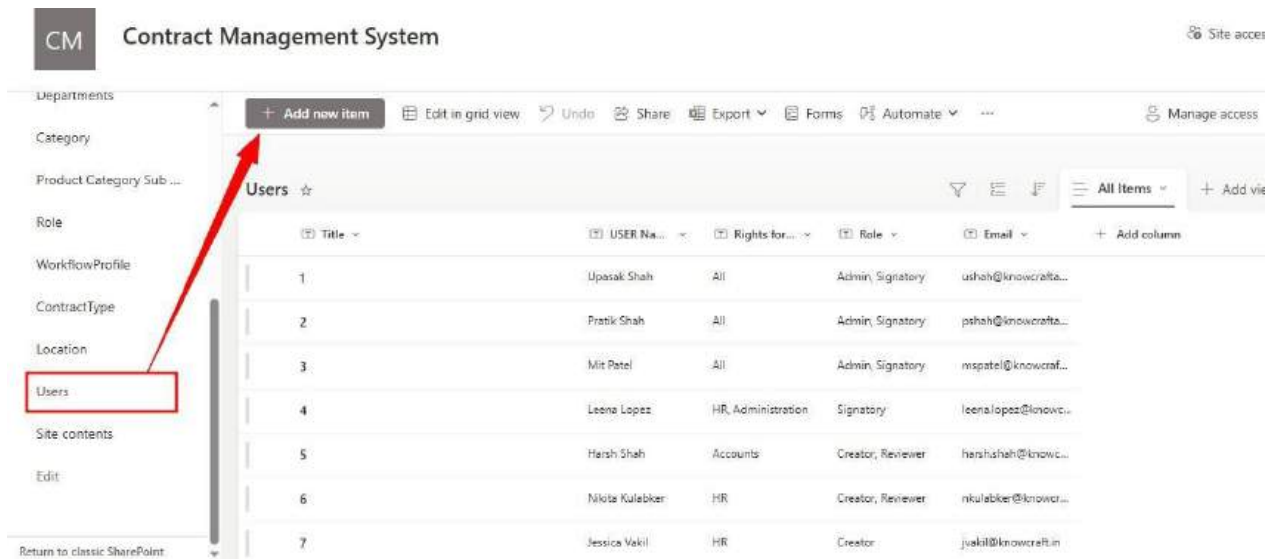 CM Contract Management System
Site acces
Departments
Category
Product Category Sub ...
Role
WorkflowProfile
ContractType
Location
Users
Site contents
Edit
Return to classic SharePoint
+ Add new item Edit in grid view Undo Share Export Forms Automate ... Manage access
Users All Items + Add vie
Title USER Na... Rights for... Role Email + Add column
1 Upasak Shah All Admin, Signatory ushah@knowcrafta...
2 Pratik Shah All Admin, Signatory pshah@knowcrafta...
3 Mit Patel All Admin, Signatory mspatel@knowcraf...
4 Leena Lopez HR, Administration Signatory leena.lopez@knowc...
5 Harsh Shah Accounts Creator, Reviewer harsh.shah@knowc...
6 Nikita Kulabker HR Creator, Reviewer nkulabker@knowcr...
7 Jessica Vakil HR Creator jvakil@knowcraft.in